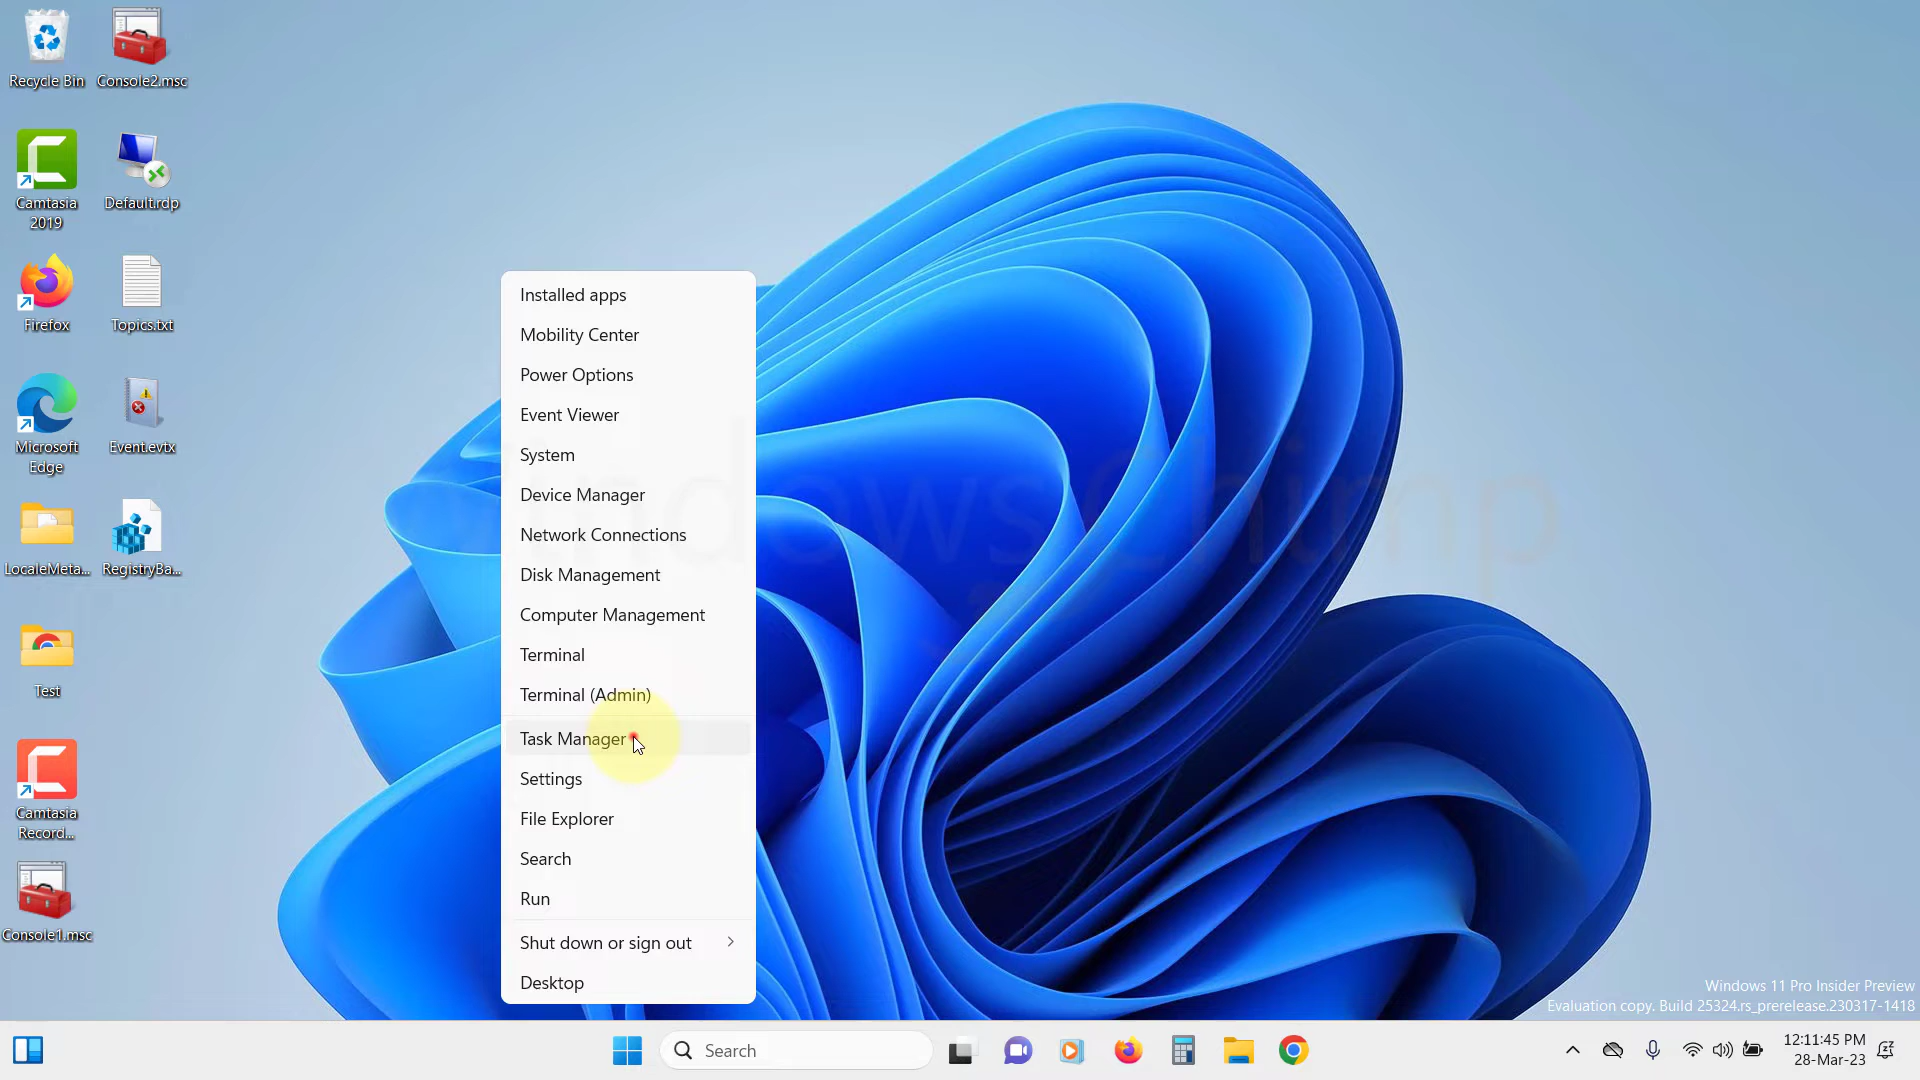 Recycle Bin
Console2.msc
Camtasia
2019
Default.rdp
Firefox
Topics.txt
Microsoft
Edge
Event.evtx
LocaleMeta...
RegistryBa...
Test
Camtasia
Record...
Console1.msc
Installed apps
Mobility Center
Power Options
Event Viewer
System
Device Manager
Network Connections
Disk Management
Computer Management
Terminal
Terminal (Admin)
Task Manager
Settings
File Explorer
Search
Run
Shut down or sign out
Desktop
WindowsChimp
Windows 11 Pro Insider Preview
Evaluation copy. Build 25324.rs_prerelease.230317-1418
Search
12:11:45 PM
28-Mar-23